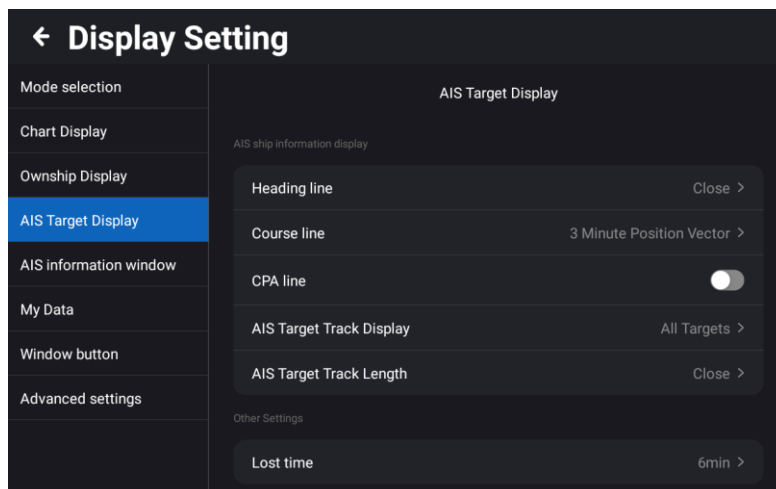 Display Setting
Mode selection
Chart Display
Ownship Display
AIS Target Display
AIS information window
My Data
Window button
Advanced settings
AIS Target Display
AIS ship information display
Heading line Close >
Course line 3 Minute Position Vector >
CPA line
AIS Target Track Display All Targets >
AIS Target Track Length Close >
Other Settings
Lost time 6min >